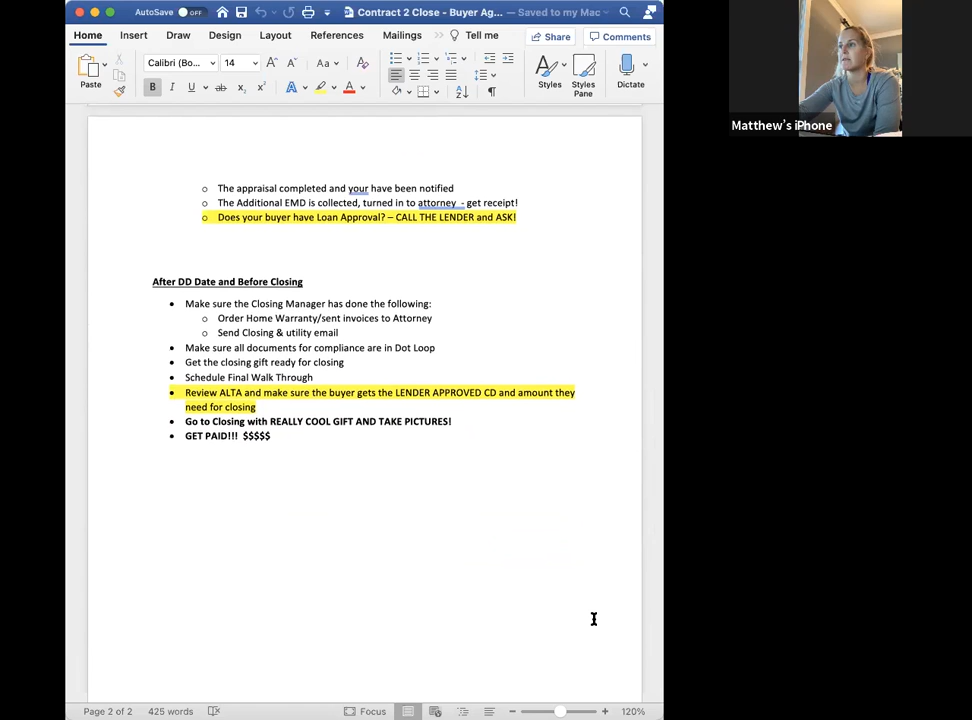 AutoSave OFF Contract 2 Close - Buyer Ag... — Saved to my Mac
Home Insert Draw Design Layout References Mailings Tell me Share Comments
Paste Calibri (Bo... 14 Styles Styles Pane Dictate
The appraisal completed and your have been notified
The Additional EMD is collected, turned in to attorney - get receipt!
Does your buyer have Loan Approval? – CALL THE LENDER and ASK!
After DD Date and Before Closing
Make sure the Closing Manager has done the following:
Order Home Warranty/sent invoices to Attorney
Send Closing & utility email
Make sure all documents for compliance are in Dot Loop
Get the closing gift ready for closing
Schedule Final Walk Through
Review ALTA and make sure the buyer gets the LENDER APPROVED CD and amount they
need for closing
Go to Closing with REALLY COOL GIFT AND TAKE PICTURES!
GET PAID!!! $$$$$
Page 2 of 2 425 words Focus 120%
Matthew's iPhone